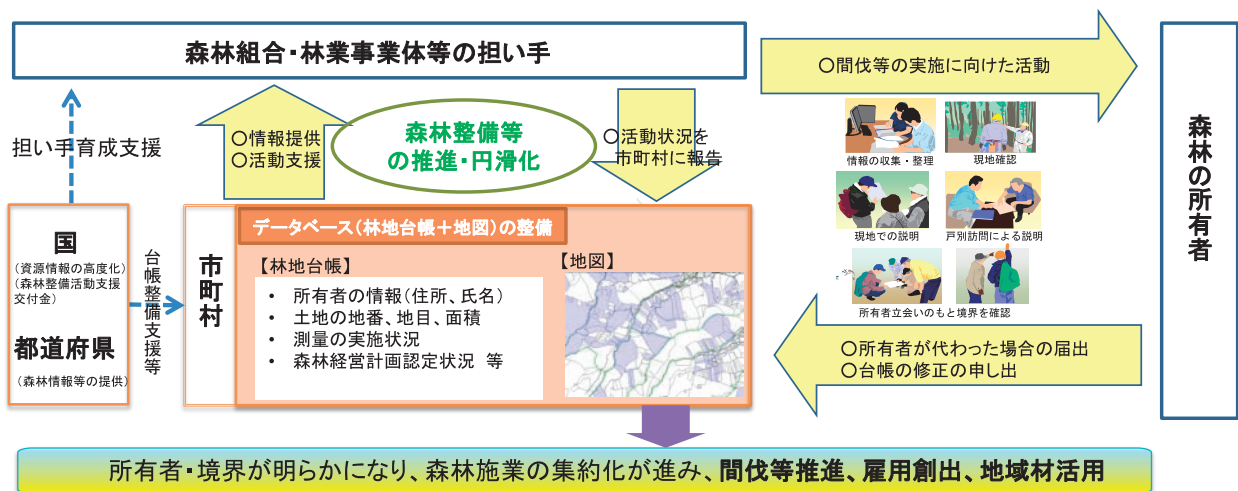 森林組合・林業事業体等の担い手
○間伐等の実施に向けた活動
担い手育成支援
○情報提供
○活動支援
森林整備等
の推進・円滑化
○活動状況を
市町村に報告
情報の収集・整理
現地確認
現地での説明
戸別訪問による説明
所有者立会いのもと境界を確認
森林の所有者
国
(資源情報の高度化)
(森林整備活動支援
交付金)
都道府県
(森林情報等の提供)
台帳整備支援等
市町村
データベース(林地台帳+地図)の整備
【林地台帳】
• 所有者の情報(住所、氏名)
• 土地の地番、地目、面積
• 測量の実施状況
• 森林経営計画認定状況 等
【地図】
○所有者が代わった場合の届出
○台帳の修正の申し出
所有者・境界が明らかになり、森林施業の集約化が進み、間伐等推進、雇用創出、地域材活用